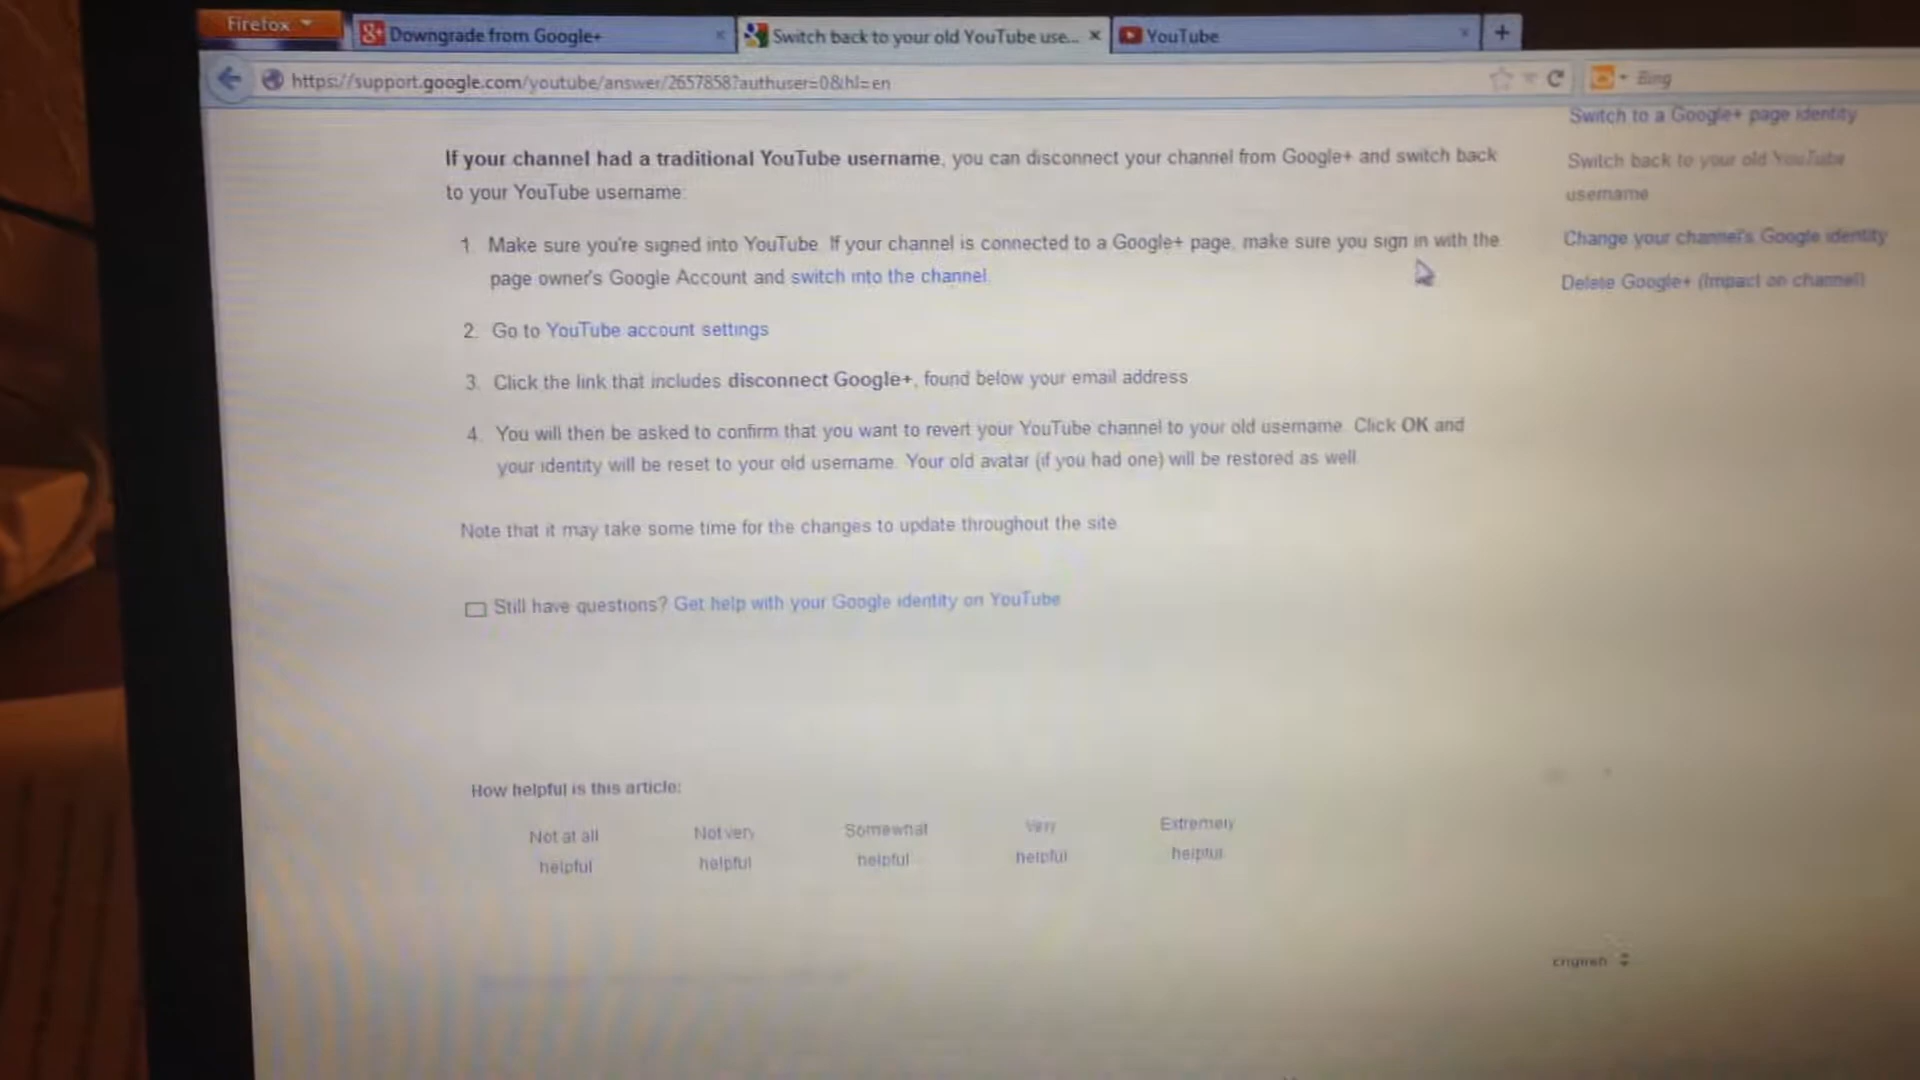 Firefox
Downgrade from Google+
Switch back to your old YouTube use...
YouTube
https://support.google.com/youtube/answer/2657858?authuser=0&hl=en
Bing
If your channel had a traditional YouTube username, you can disconnect your channel from Google+ and switch back
to your YouTube username:
1. Make sure you're signed into YouTube. If your channel is connected to a Google+ page, make sure you sign in with the
page owner's Google Account and switch into the channel.
2. Go to YouTube account settings
3. Click the link that includes disconnect Google+, found below your email address
4. You will then be asked to confirm that you want to revert your YouTube channel to your old username. Click OK and
your identity will be reset to your old username. Your old avatar (if you had one) will be restored as well.
Note that it may take some time for the changes to update throughout the site.
Still have questions? Get help with your Google identity on YouTube
Switch to a Google+ page identity
Switch back to your old YouTube
username
Change your channel's Google identity
Delete Google+ (Impact on channel)
How helpful is this article:
Not at all
helpful
Not very
helpful
Somewhat
helpful
Very
helpful
Extremely
helpful
English